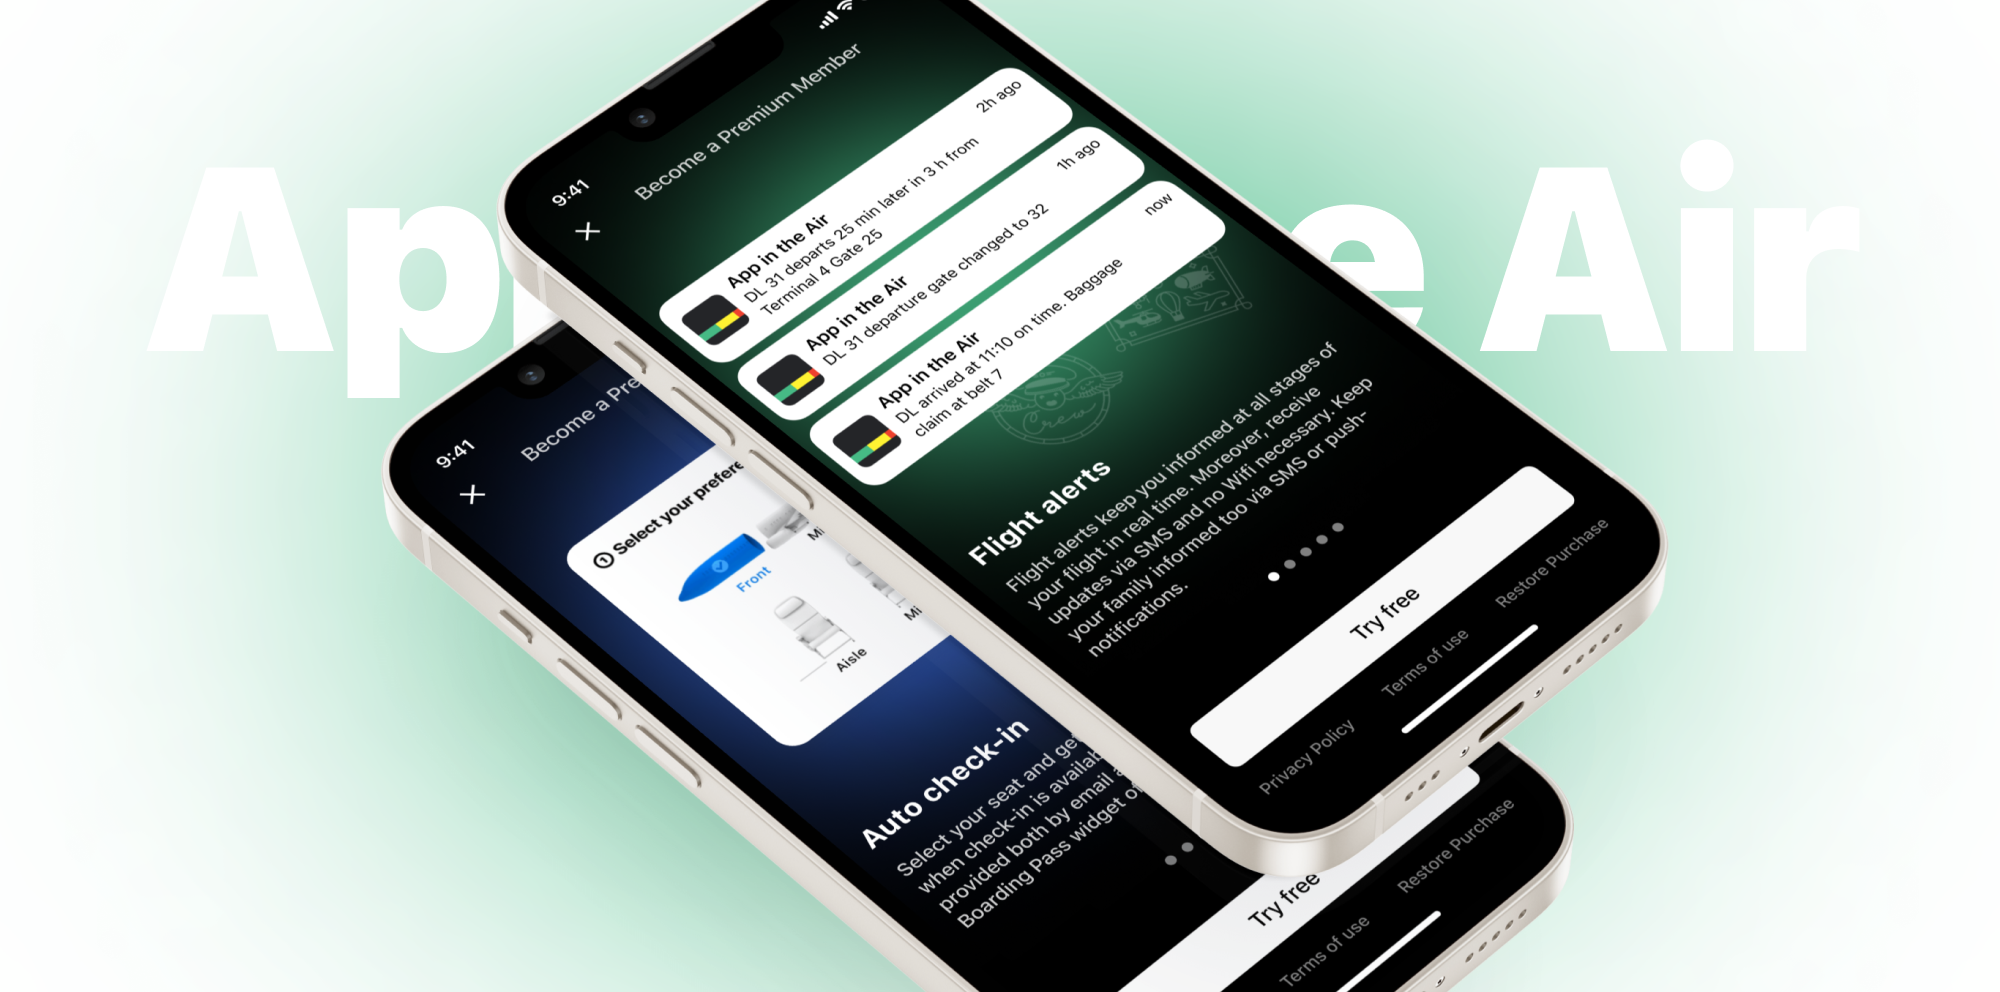 Ap
e Air
9:41
Become a Premium Member
App in the Air
2h ago
DL 31 departs 25 min later in 3 h from
Terminal 4 Gate 25
App in the Air
1h ago
DL 31 departure gate changed to 32
App in the Air
now
DL arrived at 11:10 on time. Baggage
claim at belt 7
Crew
Flight alerts
Flight alerts keep you informed at all stages of
your flight in real time. Moreover, receive
updates via SMS and no Wifi necessary. Keep
your family informed too via SMS or push-
notifications.
Try free
Privacy Policy
Terms of use
Restore Purchase
9:41
Become a Pre
1 Select your prefere
Front
Mi
Aisle
Mi
Auto check-in
Select your seat and get
when check-in is availab
provided both by email a
Boarding Pass widget o
Try free
Terms of use
Restore Purchase